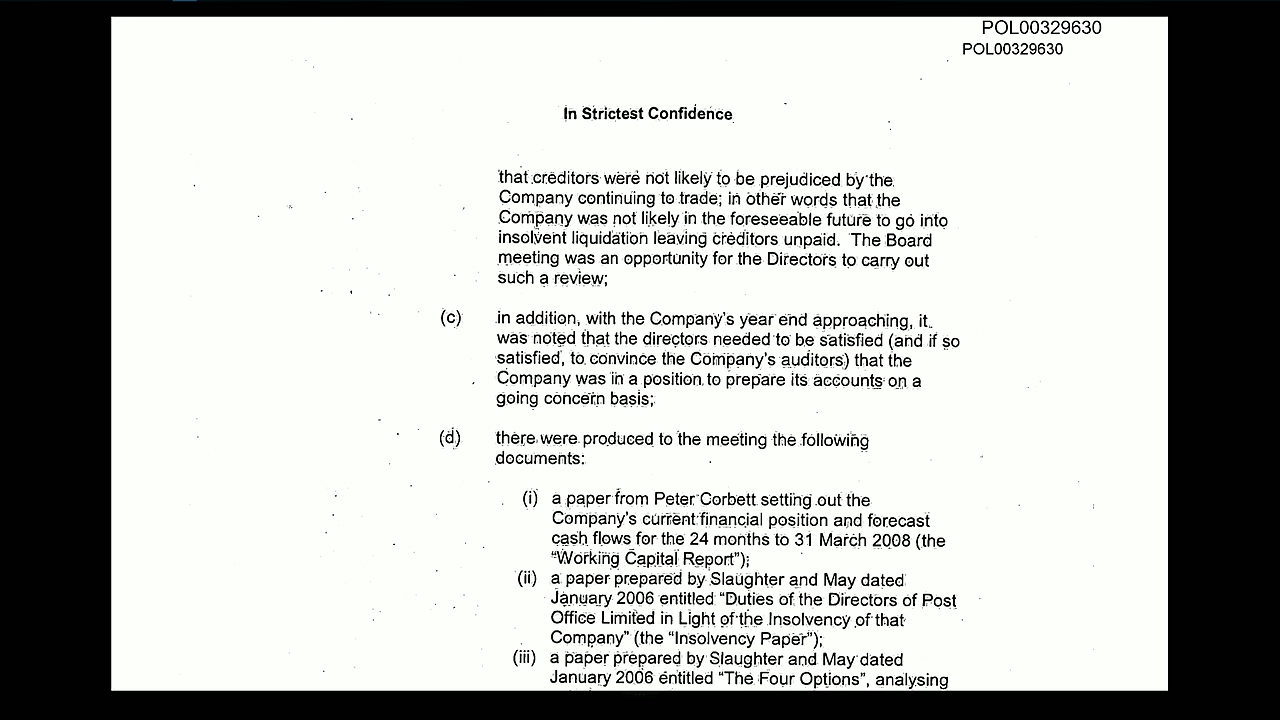 POL00329630
POL00329630
In Strictest Confidence
that creditors were not likely to be prejudiced by the
Company continuing to trade; in other words that the
Company was not likely in the foreseeable future to go into
insolvent liquidation leaving creditors unpaid. The Board
meeting was an opportunity for the Directors to carry out
such a review;
(c) in addition, with the Company's year end approaching, it
was noted that the directors needed to be satisfied (and if so
satisfied, to convince the Company's auditors) that the
Company was in a position to prepare its accounts on a
going concern basis;
(d) there were produced to the meeting the following
documents:
(i) a paper from Peter Corbett setting out the
Company's current financial position and forecast
cash flows for the 24 months to 31 March 2008 (the
"Working Capital Report");
(ii) a paper prepared by Slaughter and May dated
January 2006 entitled "Duties of the Directors of Post
Office Limited in Light of the Insolvency of that
Company" (the "Insolvency Paper");
(iii) a paper prepared by Slaughter and May dated
January 2006 entitled "The Four Options", analysing